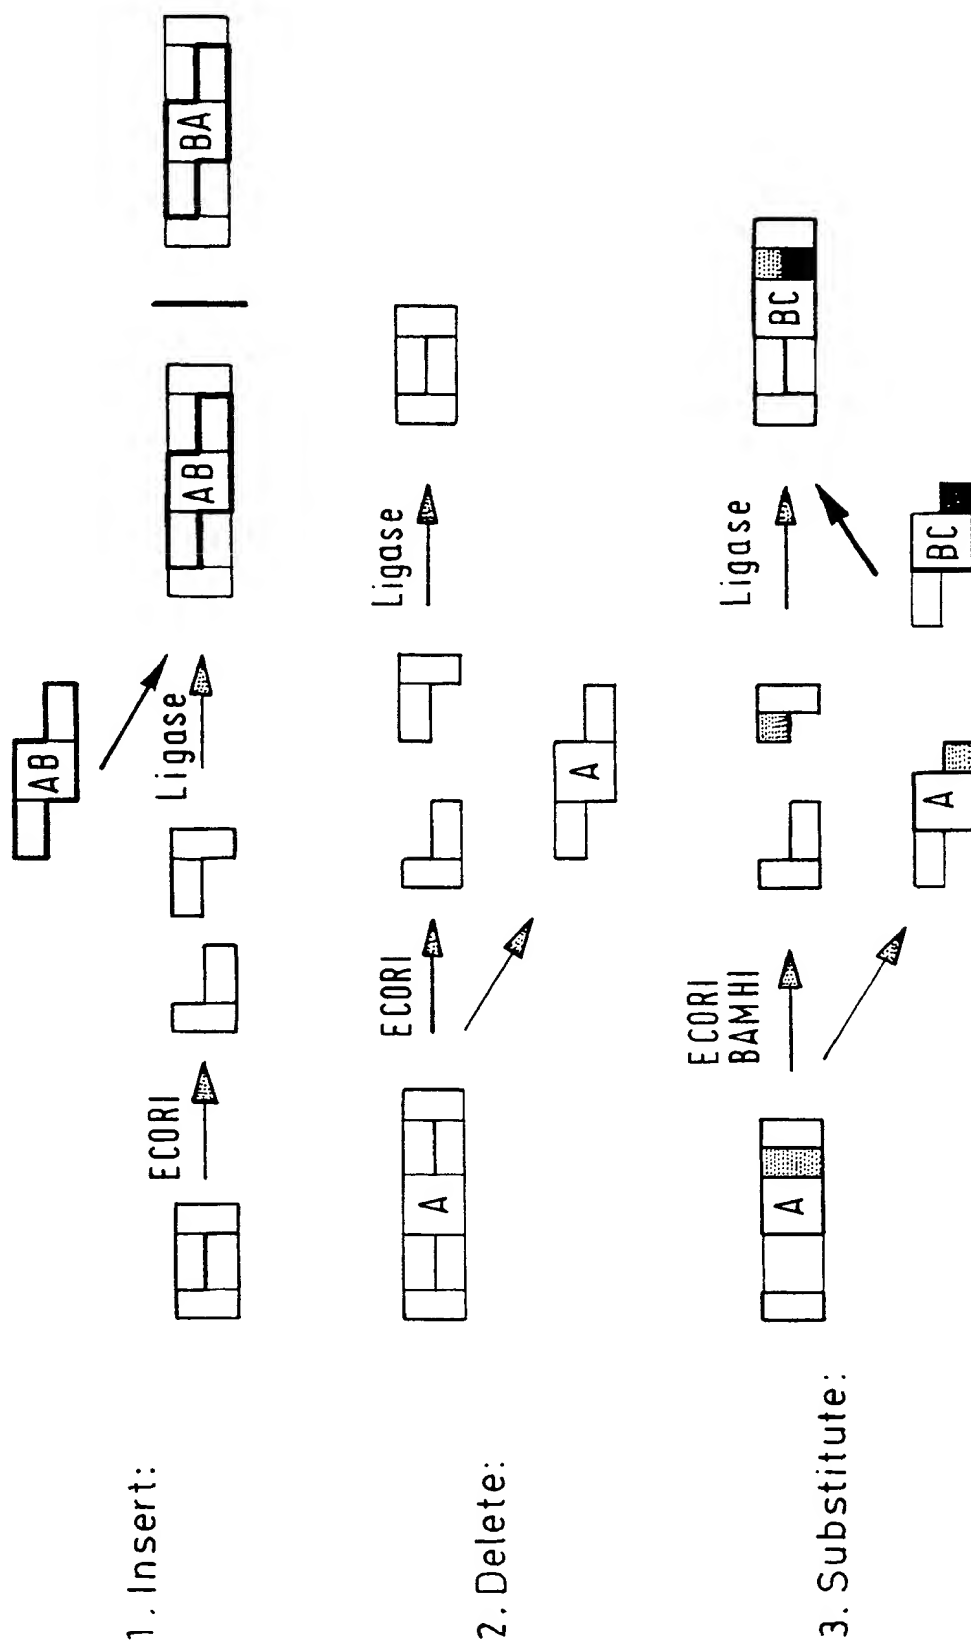 1. Insert:
ECORI
AB
Ligase
AB
BA
2. Delete:
A
ECORI
A
Ligase
3. Substitute:
A
ECORI
BAMHI
A
Ligase
BC
BC